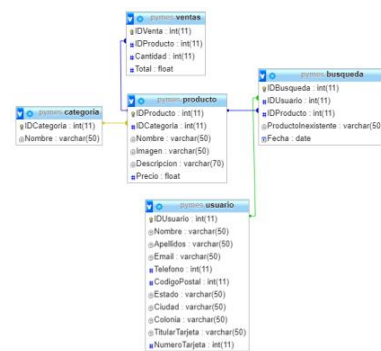 pymes ventas
IDVenta : int(11)
IDProducto : int(11)
Cantidad : int(11)
Total : float
pymes categoria
IDCategoria : int(11)
Nombre : varchar(50)
pymes producto
IDProducto : int(11)
IDCategoria : int(11)
Nombre : varchar(50)
Imagen : varchar(50)
Descripcion : varchar(70)
Precio : float
pymes busqueda
IDBusqueda : int(11)
IDUsuario : int(11)
IDProducto : int(11)
ProductoInexistente : varchar(50)
Fecha : date
pymes usuario
IDUsuario : int(11)
Nombre : varchar(50)
Apellidos : varchar(50)
Email : varchar(50)
Telefono : int(11)
CodigoPostal : int(11)
Estado : varchar(50)
Ciudad : varchar(50)
Colonia : varchar(50)
TitularTarjeta : varchar(50)
NumeroTarjeta : int(11)